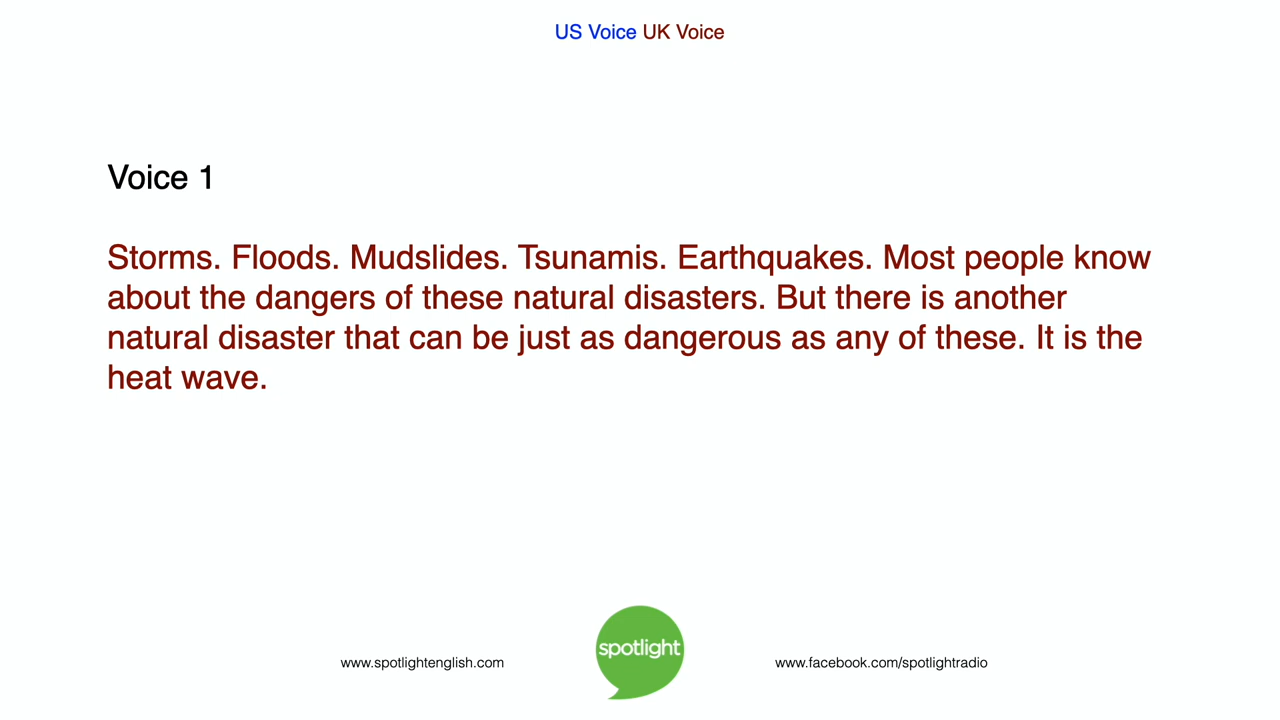 US Voice UK Voice
Voice 1
Storms. Floods. Mudslides. Tsunamis. Earthquakes. Most people know
about the dangers of these natural disasters. But there is another
natural disaster that can be just as dangerous as any of these. It is the
heat wave.
spotlight
www.spotlightenglish.com
www.facebook.com/spotlightradio